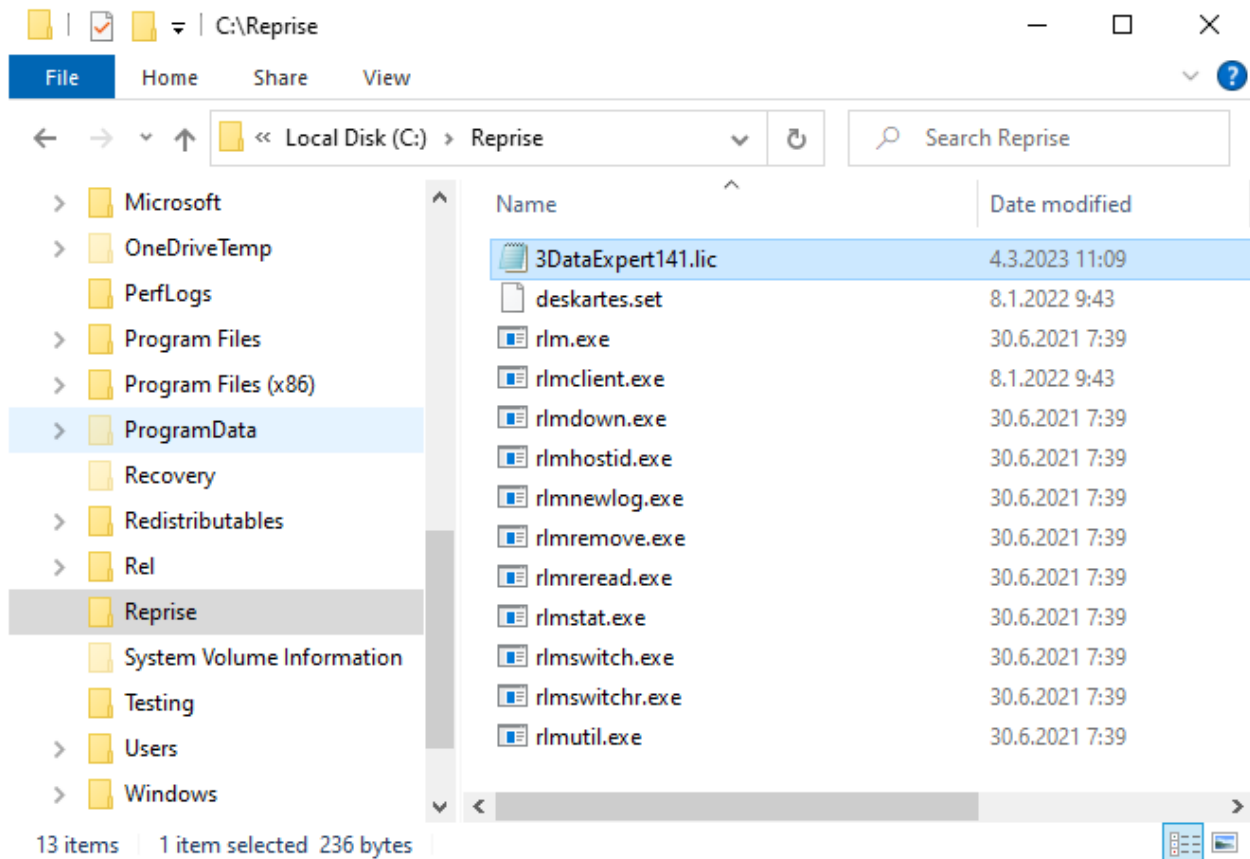 C:\Reprise
File Home Share View
« Local Disk (C:) › Reprise
Search Reprise
Microsoft
OneDriveTemp
PerfLogs
Program Files
Program Files (x86)
ProgramData
Recovery
Redistributables
Rel
Reprise
System Volume Information
Testing
Users
Windows
Name Date modified
3DataExpert141.lic 4.3.2023 11:09
deskartes.set 8.1.2022 9:43
rlm.exe 30.6.2021 7:39
rlmclient.exe 8.1.2022 9:43
rlmdown.exe 30.6.2021 7:39
rlmhostid.exe 30.6.2021 7:39
rlmnewlog.exe 30.6.2021 7:39
rlmremove.exe 30.6.2021 7:39
rlmreread.exe 30.6.2021 7:39
rlmstat.exe 30.6.2021 7:39
rlmswitch.exe 30.6.2021 7:39
rlmswitchr.exe 30.6.2021 7:39
rlmutil.exe 30.6.2021 7:39
13 items 1 item selected 236 bytes